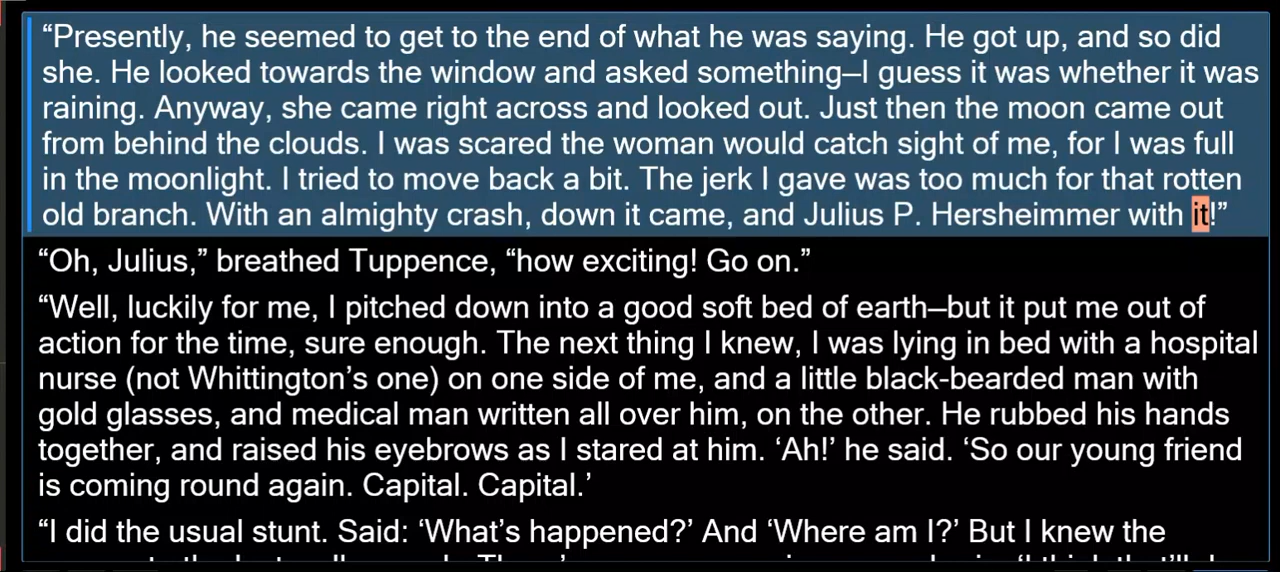 “Presently, he seemed to get to the end of what he was saying. He got up, and so did
she. He looked towards the window and asked something—I guess it was whether it was
raining. Anyway, she came right across and looked out. Just then the moon came out
from behind the clouds. I was scared the woman would catch sight of me, for I was full
in the moonlight. I tried to move back a bit. The jerk I gave was too much for that rotten
old branch. With an almighty crash, down it came, and Julius P. Hersheimmer with it!”
“Oh, Julius,” breathed Tuppence, “how exciting! Go on.”
“Well, luckily for me, I pitched down into a good soft bed of earth—but it put me out of
action for the time, sure enough. The next thing I knew, I was lying in bed with a hospital
nurse (not Whittington’s one) on one side of me, and a little black-bearded man with
gold glasses, and medical man written all over him, on the other. He rubbed his hands
together, and raised his eyebrows as I stared at him. ‘Ah!’ he said. ‘So our young friend
is coming round again. Capital. Capital.’
“I did the usual stunt. Said: ‘What’s happened?’ And ‘Where am I?’ But I knew the